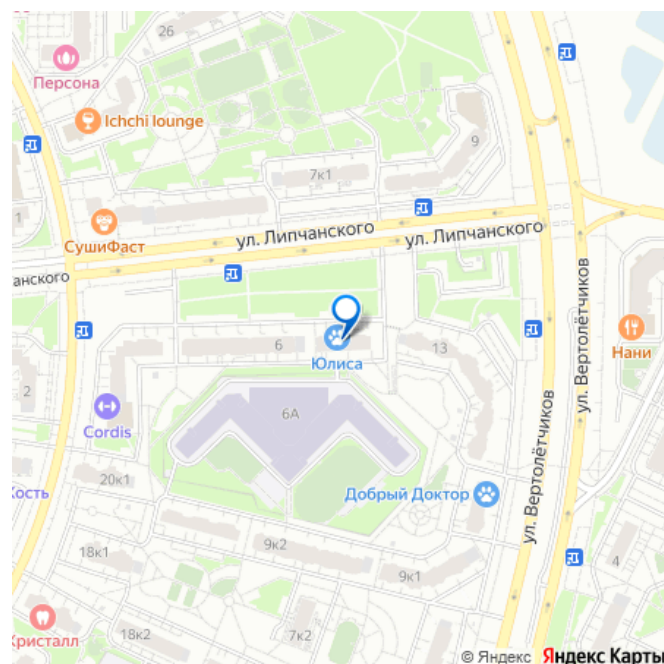 26
Персона
Ichchi lounge
9
7к1
1
СушиФаст
ул. Липчанского
ул. Липчанского
анского
ул. Вертолётчиков
6
13
Юлиса
Нани
2
Cordis
6А
Кость
20к1
Добрый Доктор
ул. Вертолётчиков
9к2
18к1
4
9к1
Кристалл
18к2
7к2
© Яндекс Яндекс Карты